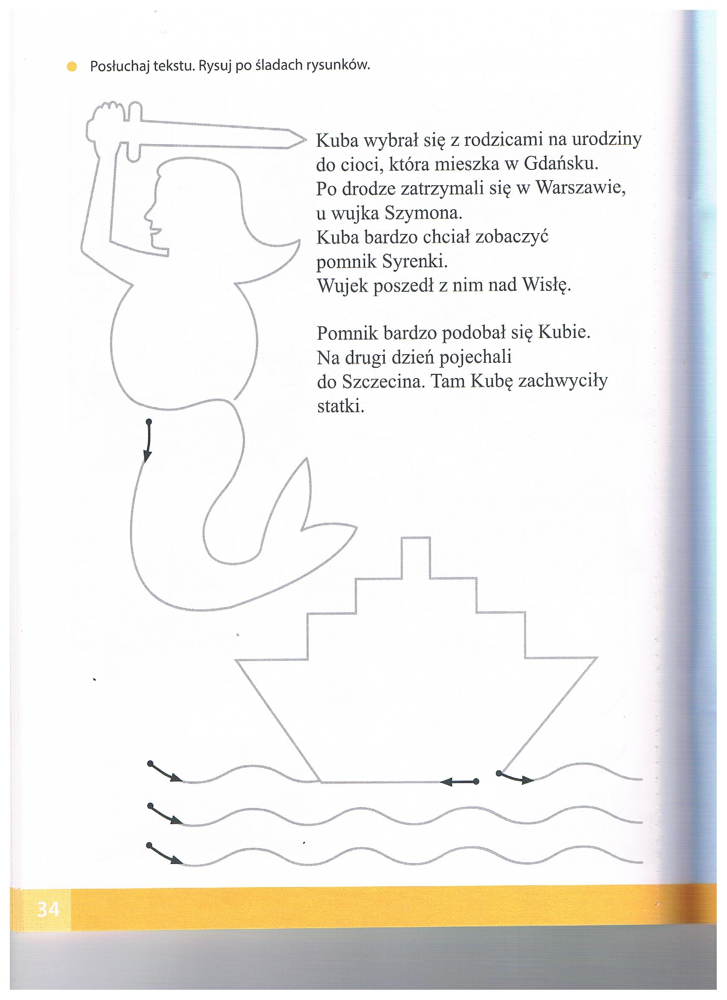 Posłuchaj tekstu. Rysuj po śladach rysunków.
Kuba wybrał się z rodzicami na urodziny
do cioci, która mieszka w Gdańsku.
Po drodze zatrzymali się w Warszawie,
u wujka Szymona.
Kuba bardzo chciał zobaczyć
pomnik Syrenki.
Wujek poszedł z nim nad Wisłę.
Pomnik bardzo podobał się Kubie.
Na drugi dzień pojechali
do Szczecina. Tam Kubę zachwyciły
statki.
34